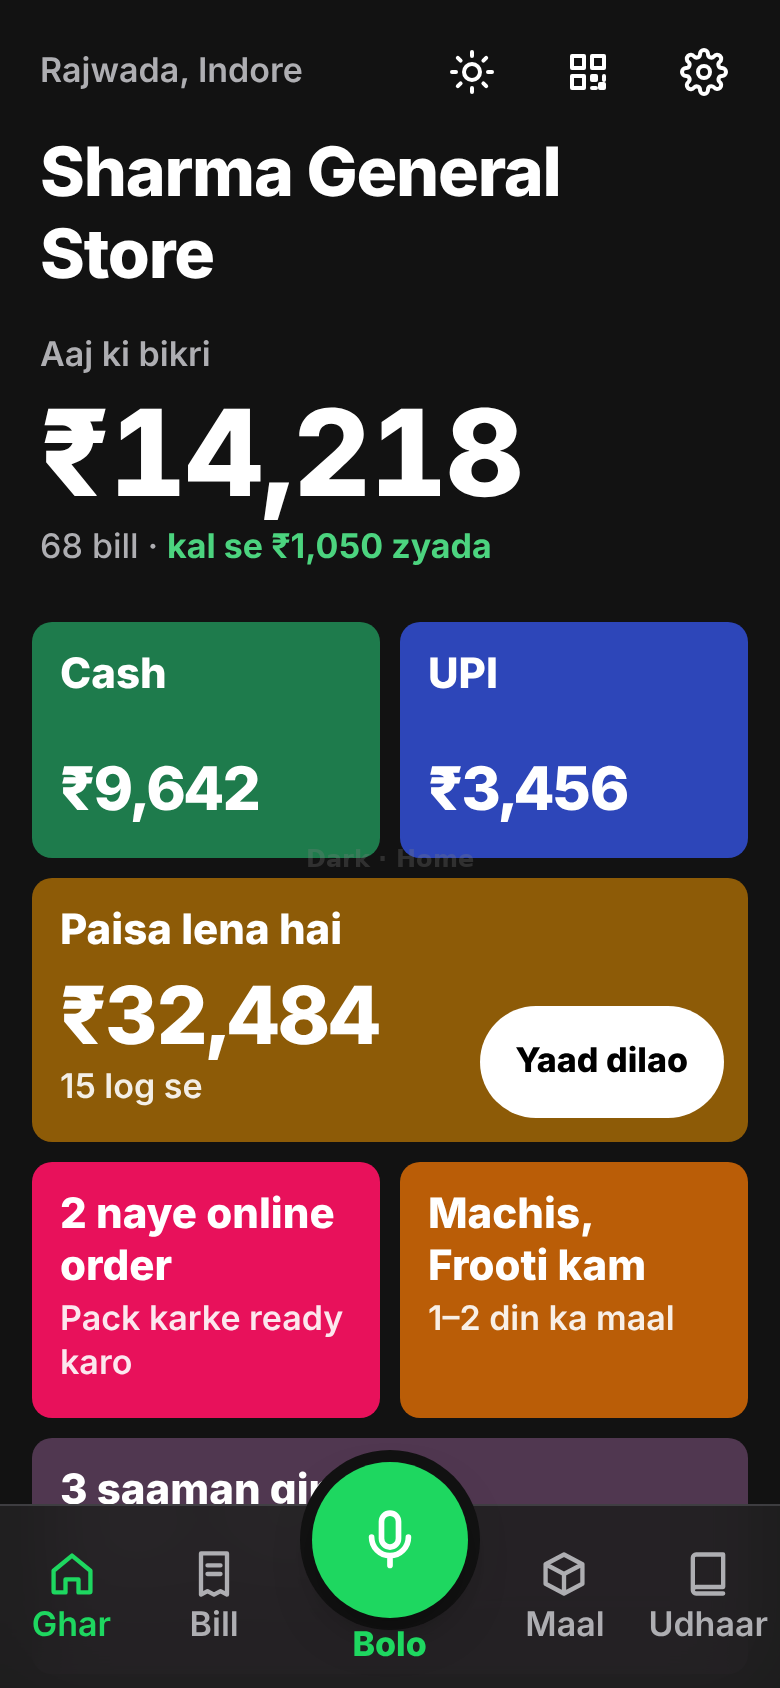 Rajwada, Indore
Sharma General
Store
Aaj ki bikri
₹14,218
68 bill · kal se ₹1,050 zyada
Cash
UPI
₹9,642
₹3,456
Dark · Home
Paisa lena hai
₹32,484
15 log se
Yaad dilao
2 naye online
order
Pack karke ready
karo
Machis,
Frooti kam
1–2 din ka maal
3 saaman
Ghar
Bill
Bolo
Maal
Udhaar